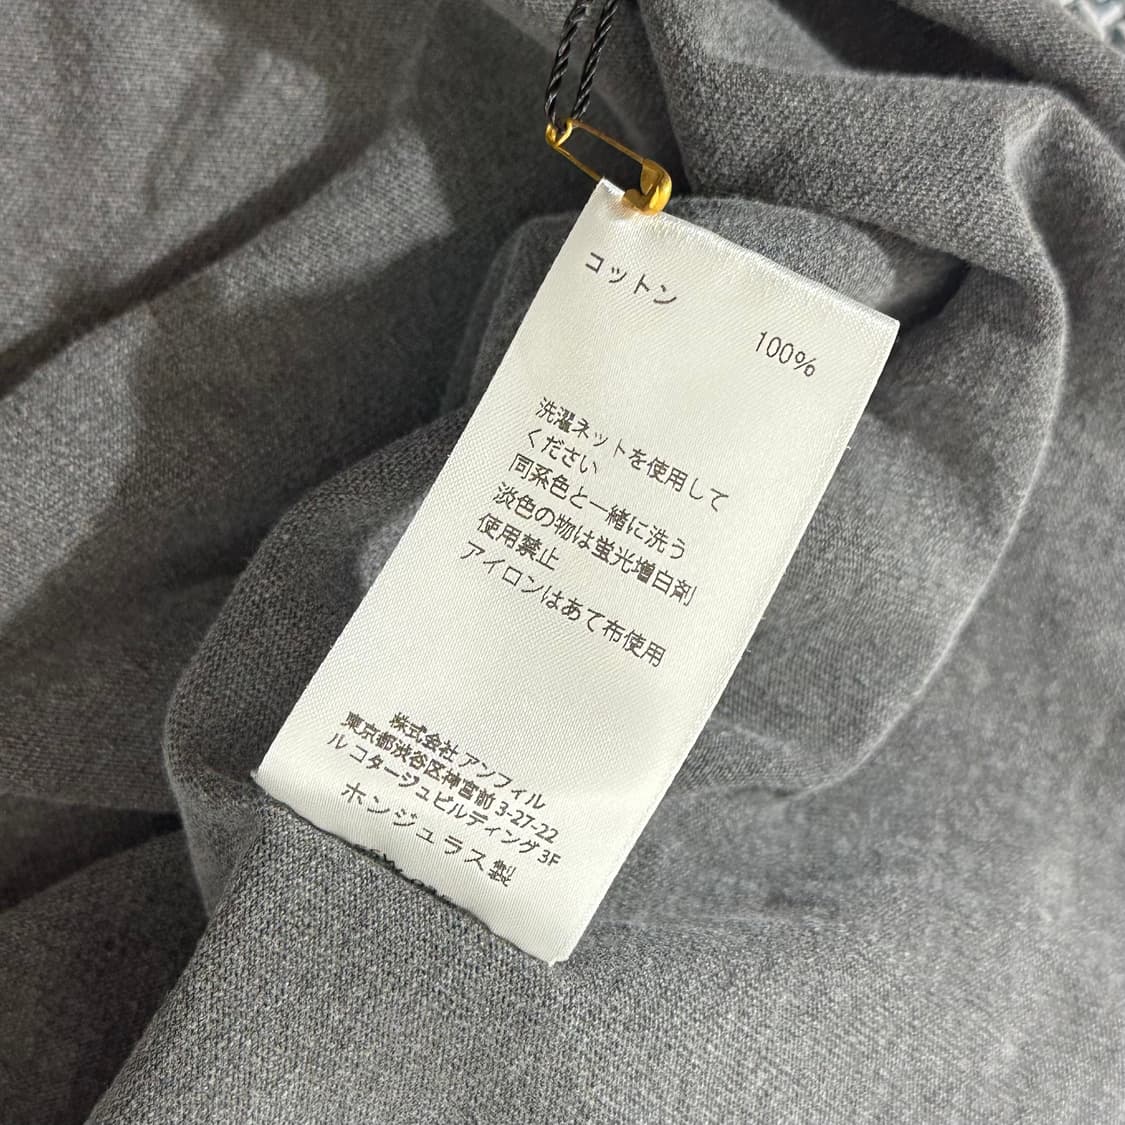 コットン
100%
洗濯ネットを使用して
ください
同系色と一緒に洗う
淡色の物は蛍光増白剤
使用禁止
アイロンはあて布使用
株式会社 アンフィル
東京都渋谷区神宮前 3-27-22
ル コタージュビルディング 3F
ホンジュラス製